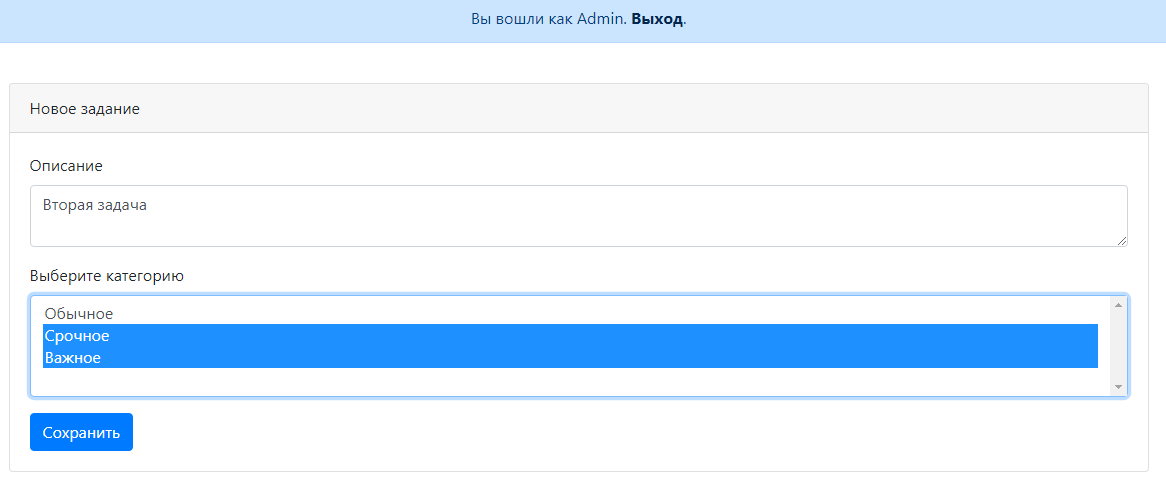 Вы вошли как Admin. Выход.
Новое задание
Описание
Вторая задача
Выберите категорию
Обычное
Срочное
Важное
Сохранить